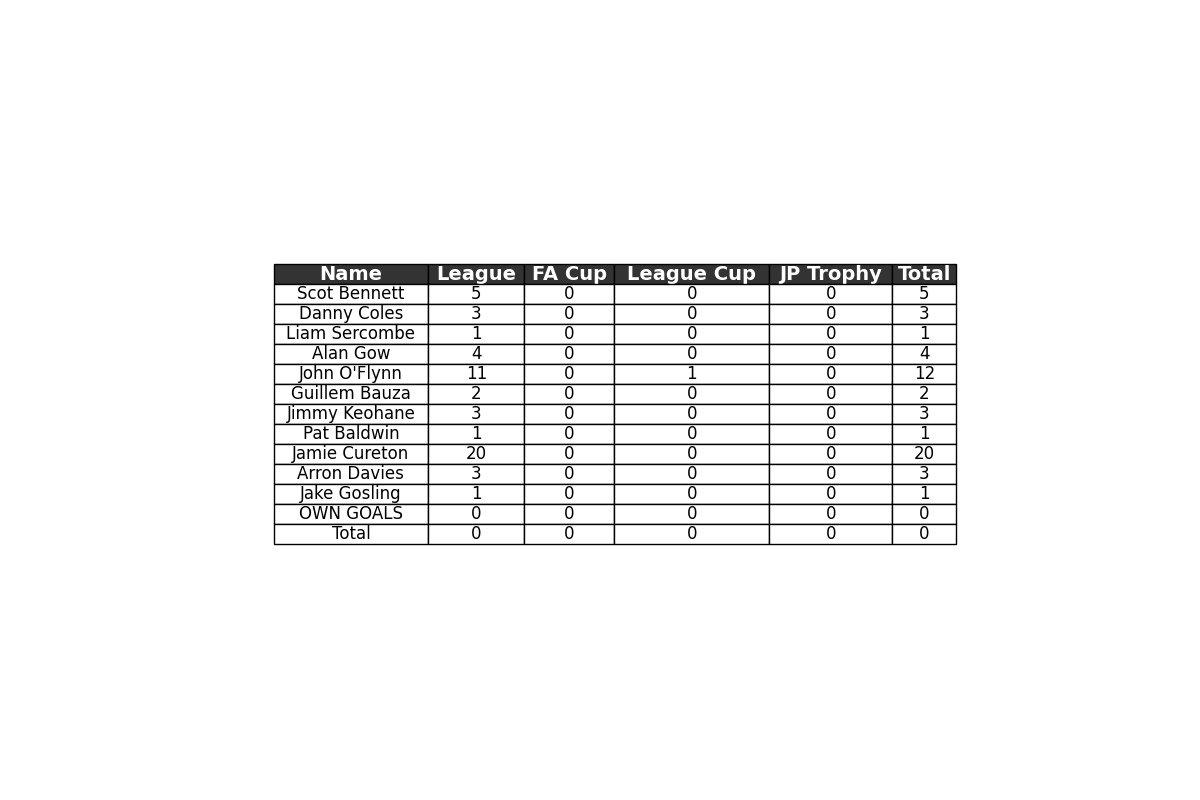 Name League FA Cup League Cup JP Trophy Total
Scot Bennett 5 0 0 0 5
Danny Coles 3 0 0 0 3
Liam Sercombe 1 0 0 0 1
Alan Gow 4 0 0 0 4
John O'Flynn 11 0 1 0 12
Guillem Bauza 2 0 0 0 2
Jimmy Keohane 3 0 0 0 3
Pat Baldwin 1 0 0 0 1
Jamie Cureton 20 0 0 0 20
Arron Davies 3 0 0 0 3
Jake Gosling 1 0 0 0 1
OWN GOALS 0 0 0 0 0
Total 0 0 0 0 0